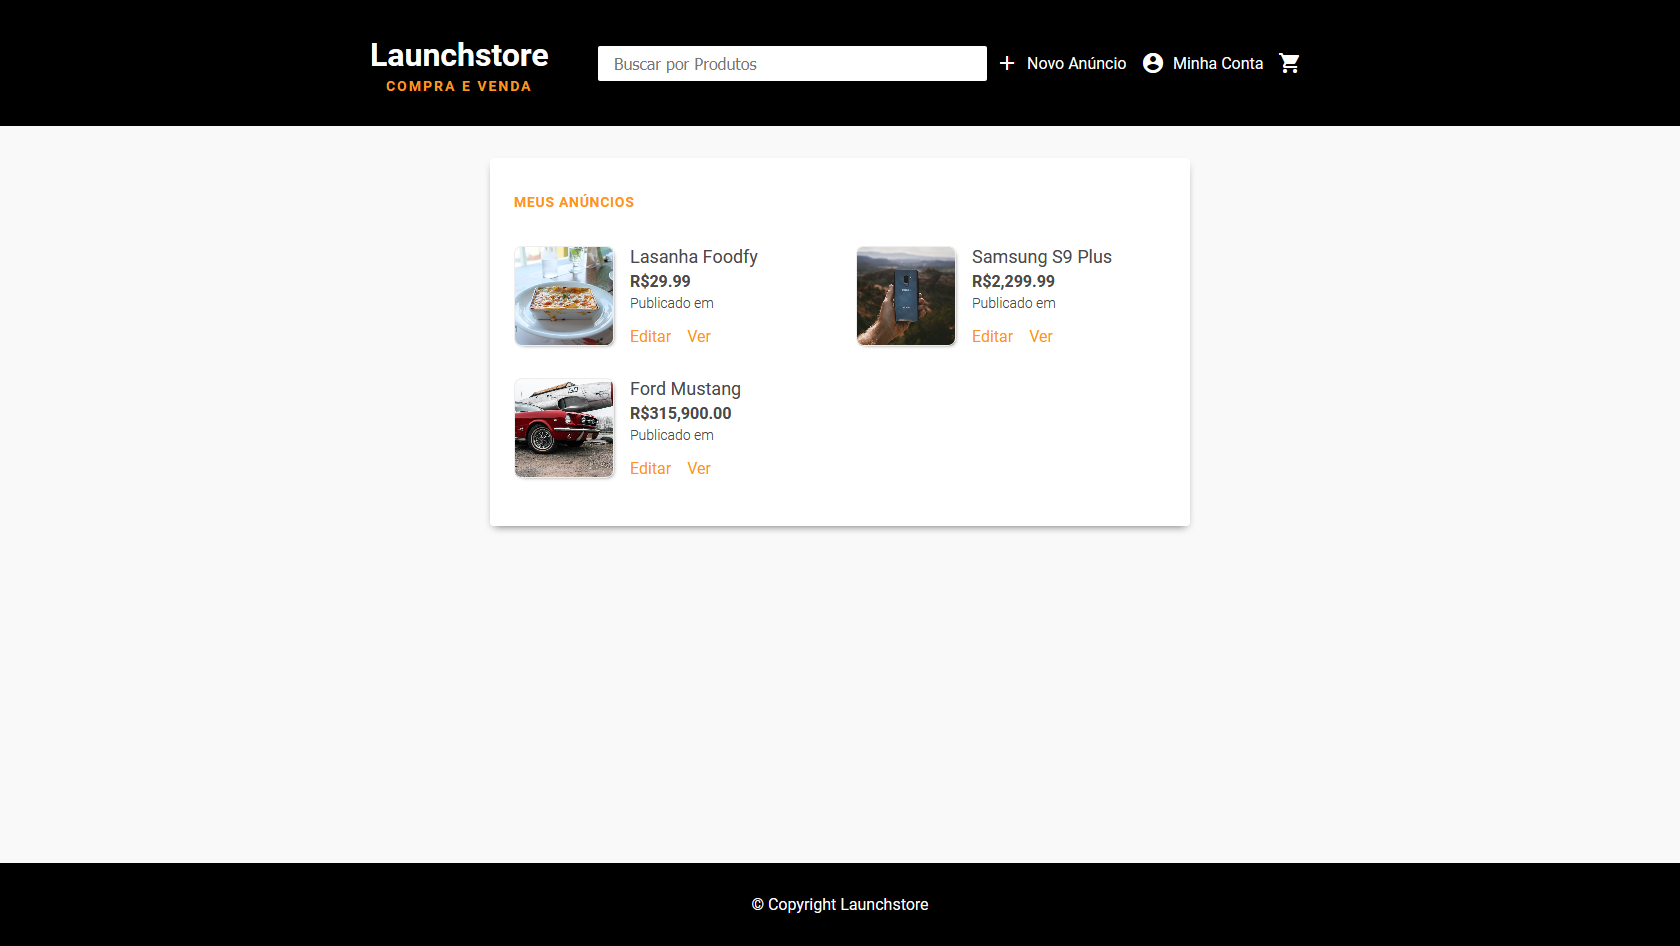 Launchstore
COMPRA E VENDA
Buscar por Produtos
Novo Anúncio
Minha Conta
MEUS ANÚNCIOS
Lasanha Foodfy
R$29.99
Publicado em
Editar Ver
Samsung S9 Plus
R$2,299.99
Publicado em
Editar Ver
Ford Mustang
R$315,900.00
Publicado em
Editar Ver
© Copyright Launchstore